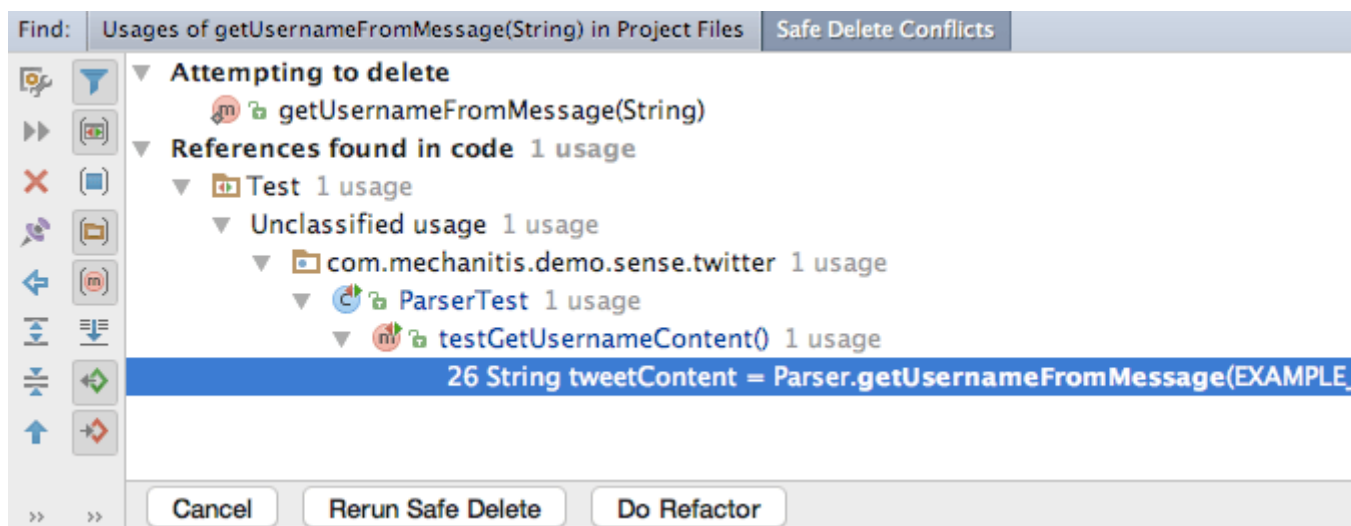 Find: Usages of getUsernameFromMessage(String) in Project Files Safe Delete Conflicts
Attempting to delete
m getUsernameFromMessage(String)
References found in code 1 usage
Test 1 usage
Unclassified usage 1 usage
com.mechanitis.demo.sense.twitter 1 usage
C ParserTest 1 usage
m testGetUsernameContent() 1 usage
26 String tweetContent = Parser.getUsernameFromMessage(EXAMPLE_
Cancel Rerun Safe Delete Do Refactor